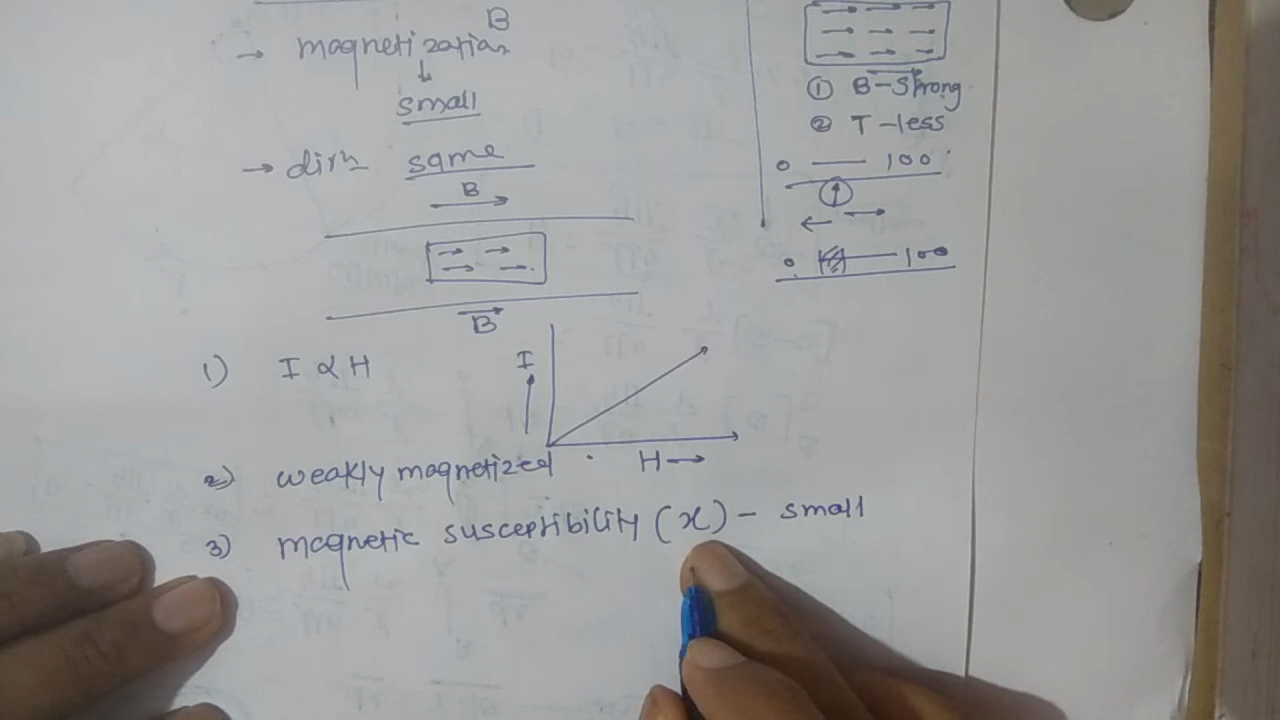 → magnetization B
↓
small
→ dirn same
B
B
1) I ∝ H
I
H→
2) weakly magnetized
3) magnetic susceptibility (x) - small
① B-Strong
② T-less
0 — 100
0 — 100